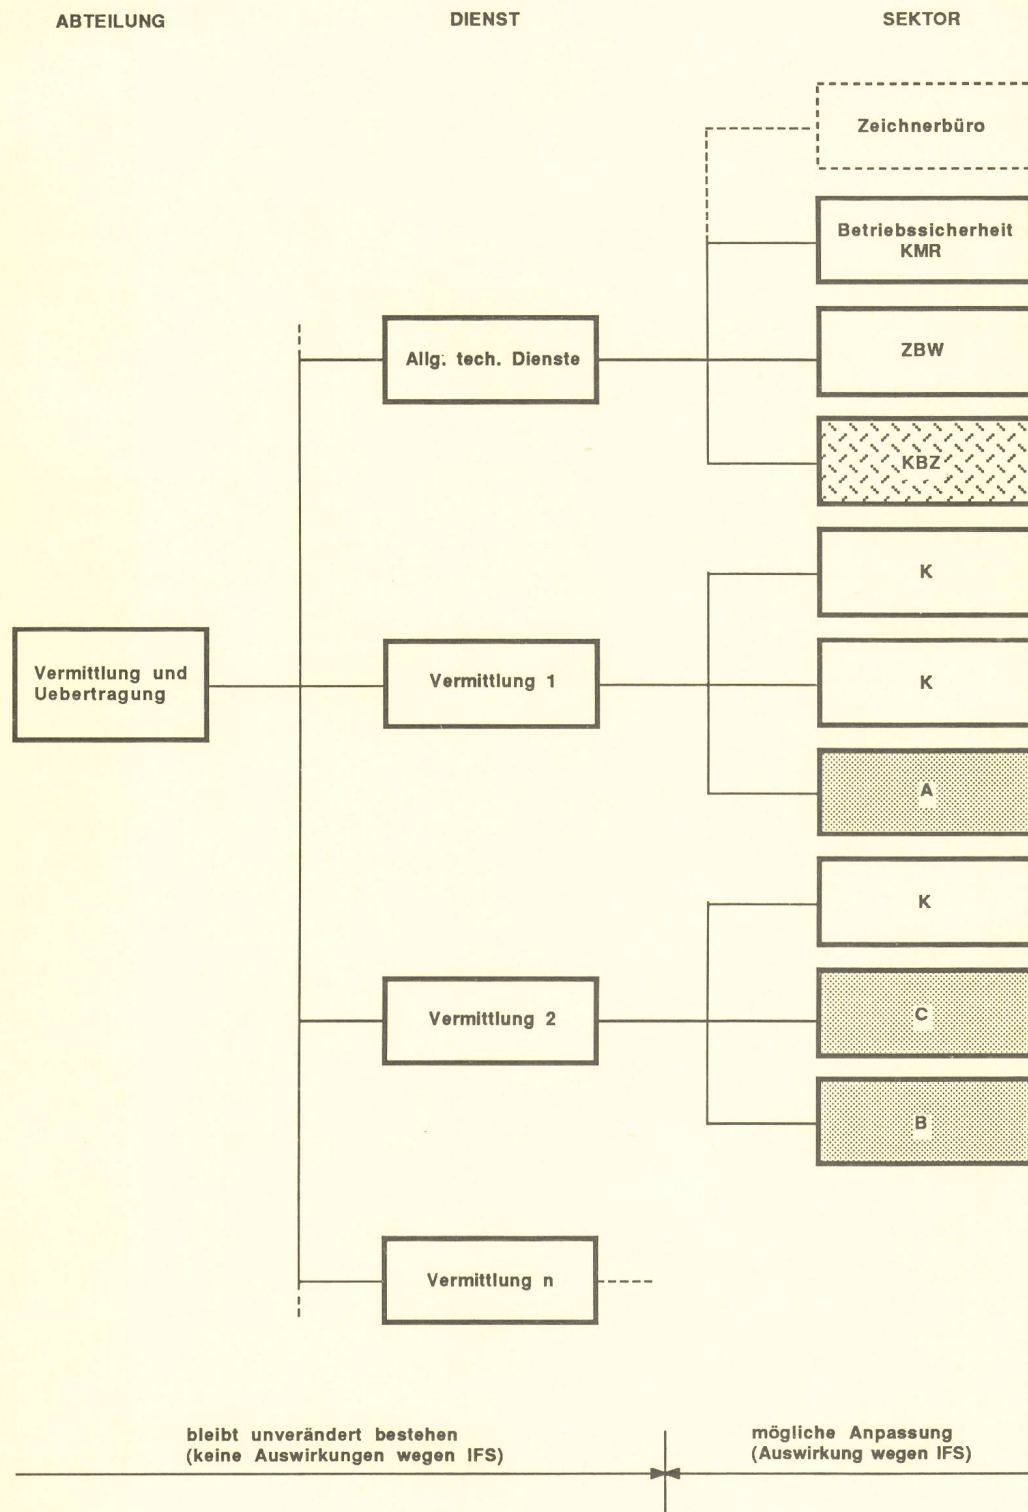 ABTEILUNG
DIENST
SEKTOR
Zeichnerbüro
Betriebssicherheit
KMR
Allg. tech. Dienste
ZBW
KBZ
K
Vermittlung und
Uebertragung
Vermittlung 1
K
A
K
Vermittlung 2
C
B
Vermittlung n
bleibt unverändert bestehen
(keine Auswirkungen wegen IFS)
mögliche Anpassung
(Auswirkung wegen IFS)